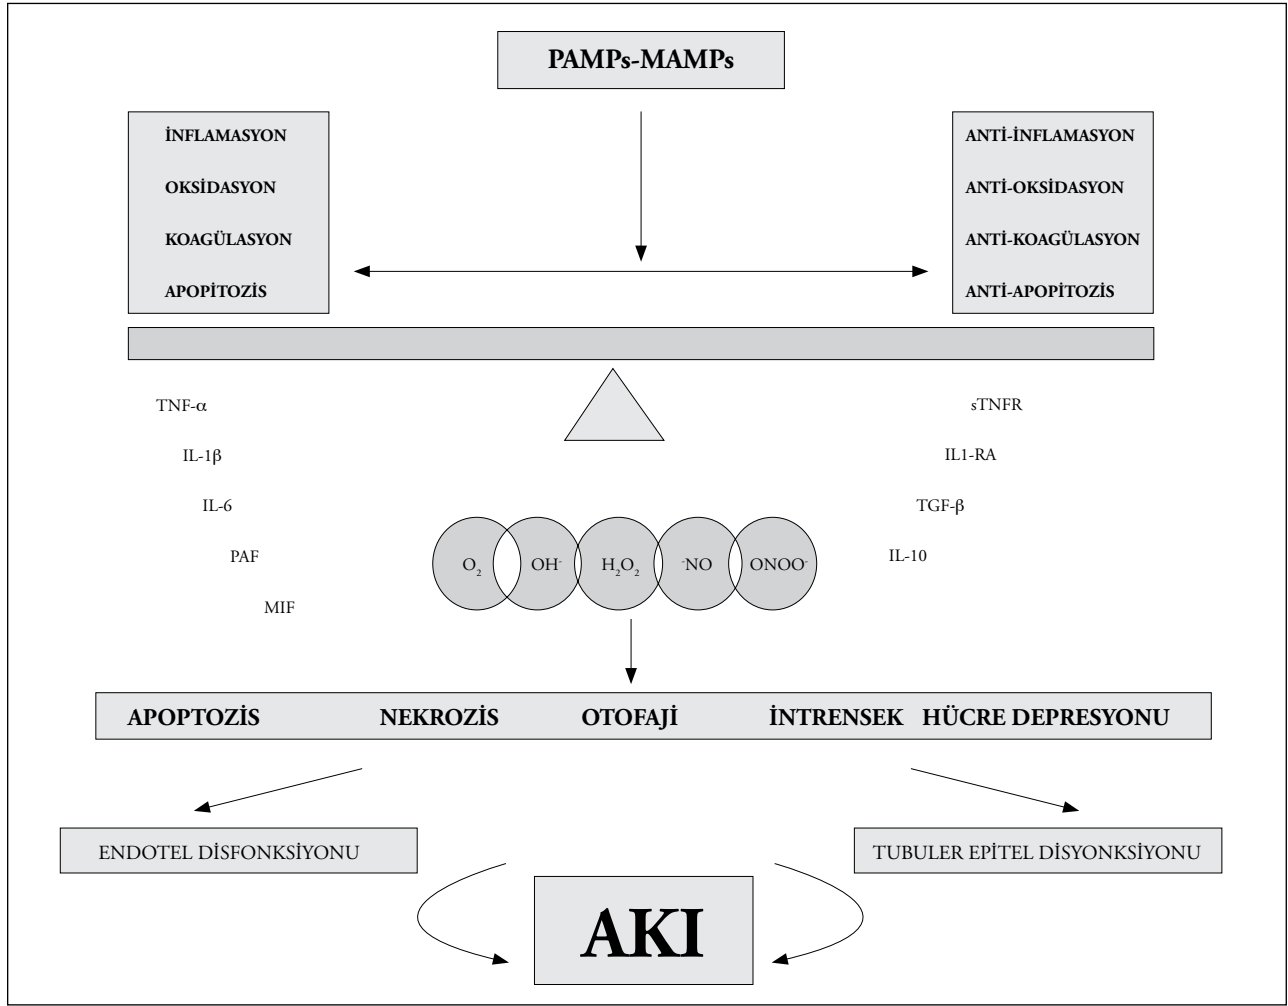 PAMPs-MAMPs
İNFLAMASYON
OKSİDASYON
KOAGÜLASYON
APOPİTOZİS
ANTİ-İNFLAMASYON
ANTİ-OKSİDASYON
ANTİ-KOAGÜLASYON
ANTİ-APOPİTOZİS
TNF-α
IL-1β
IL-6
PAF
MIF
sTNFR
IL1-RA
TGF-β
IL-10
O₂
OH⁻
H₂O₂
⁻NO
ONOO⁻
APOPTOZİS NEKROZİS OTOFAJİ İNTRENSEK HÜCRE DEPRESYONU
ENDOTEL DİSFONKSİYONU
TUBULER EPİTEL DİSYONKSİYONU
AKI